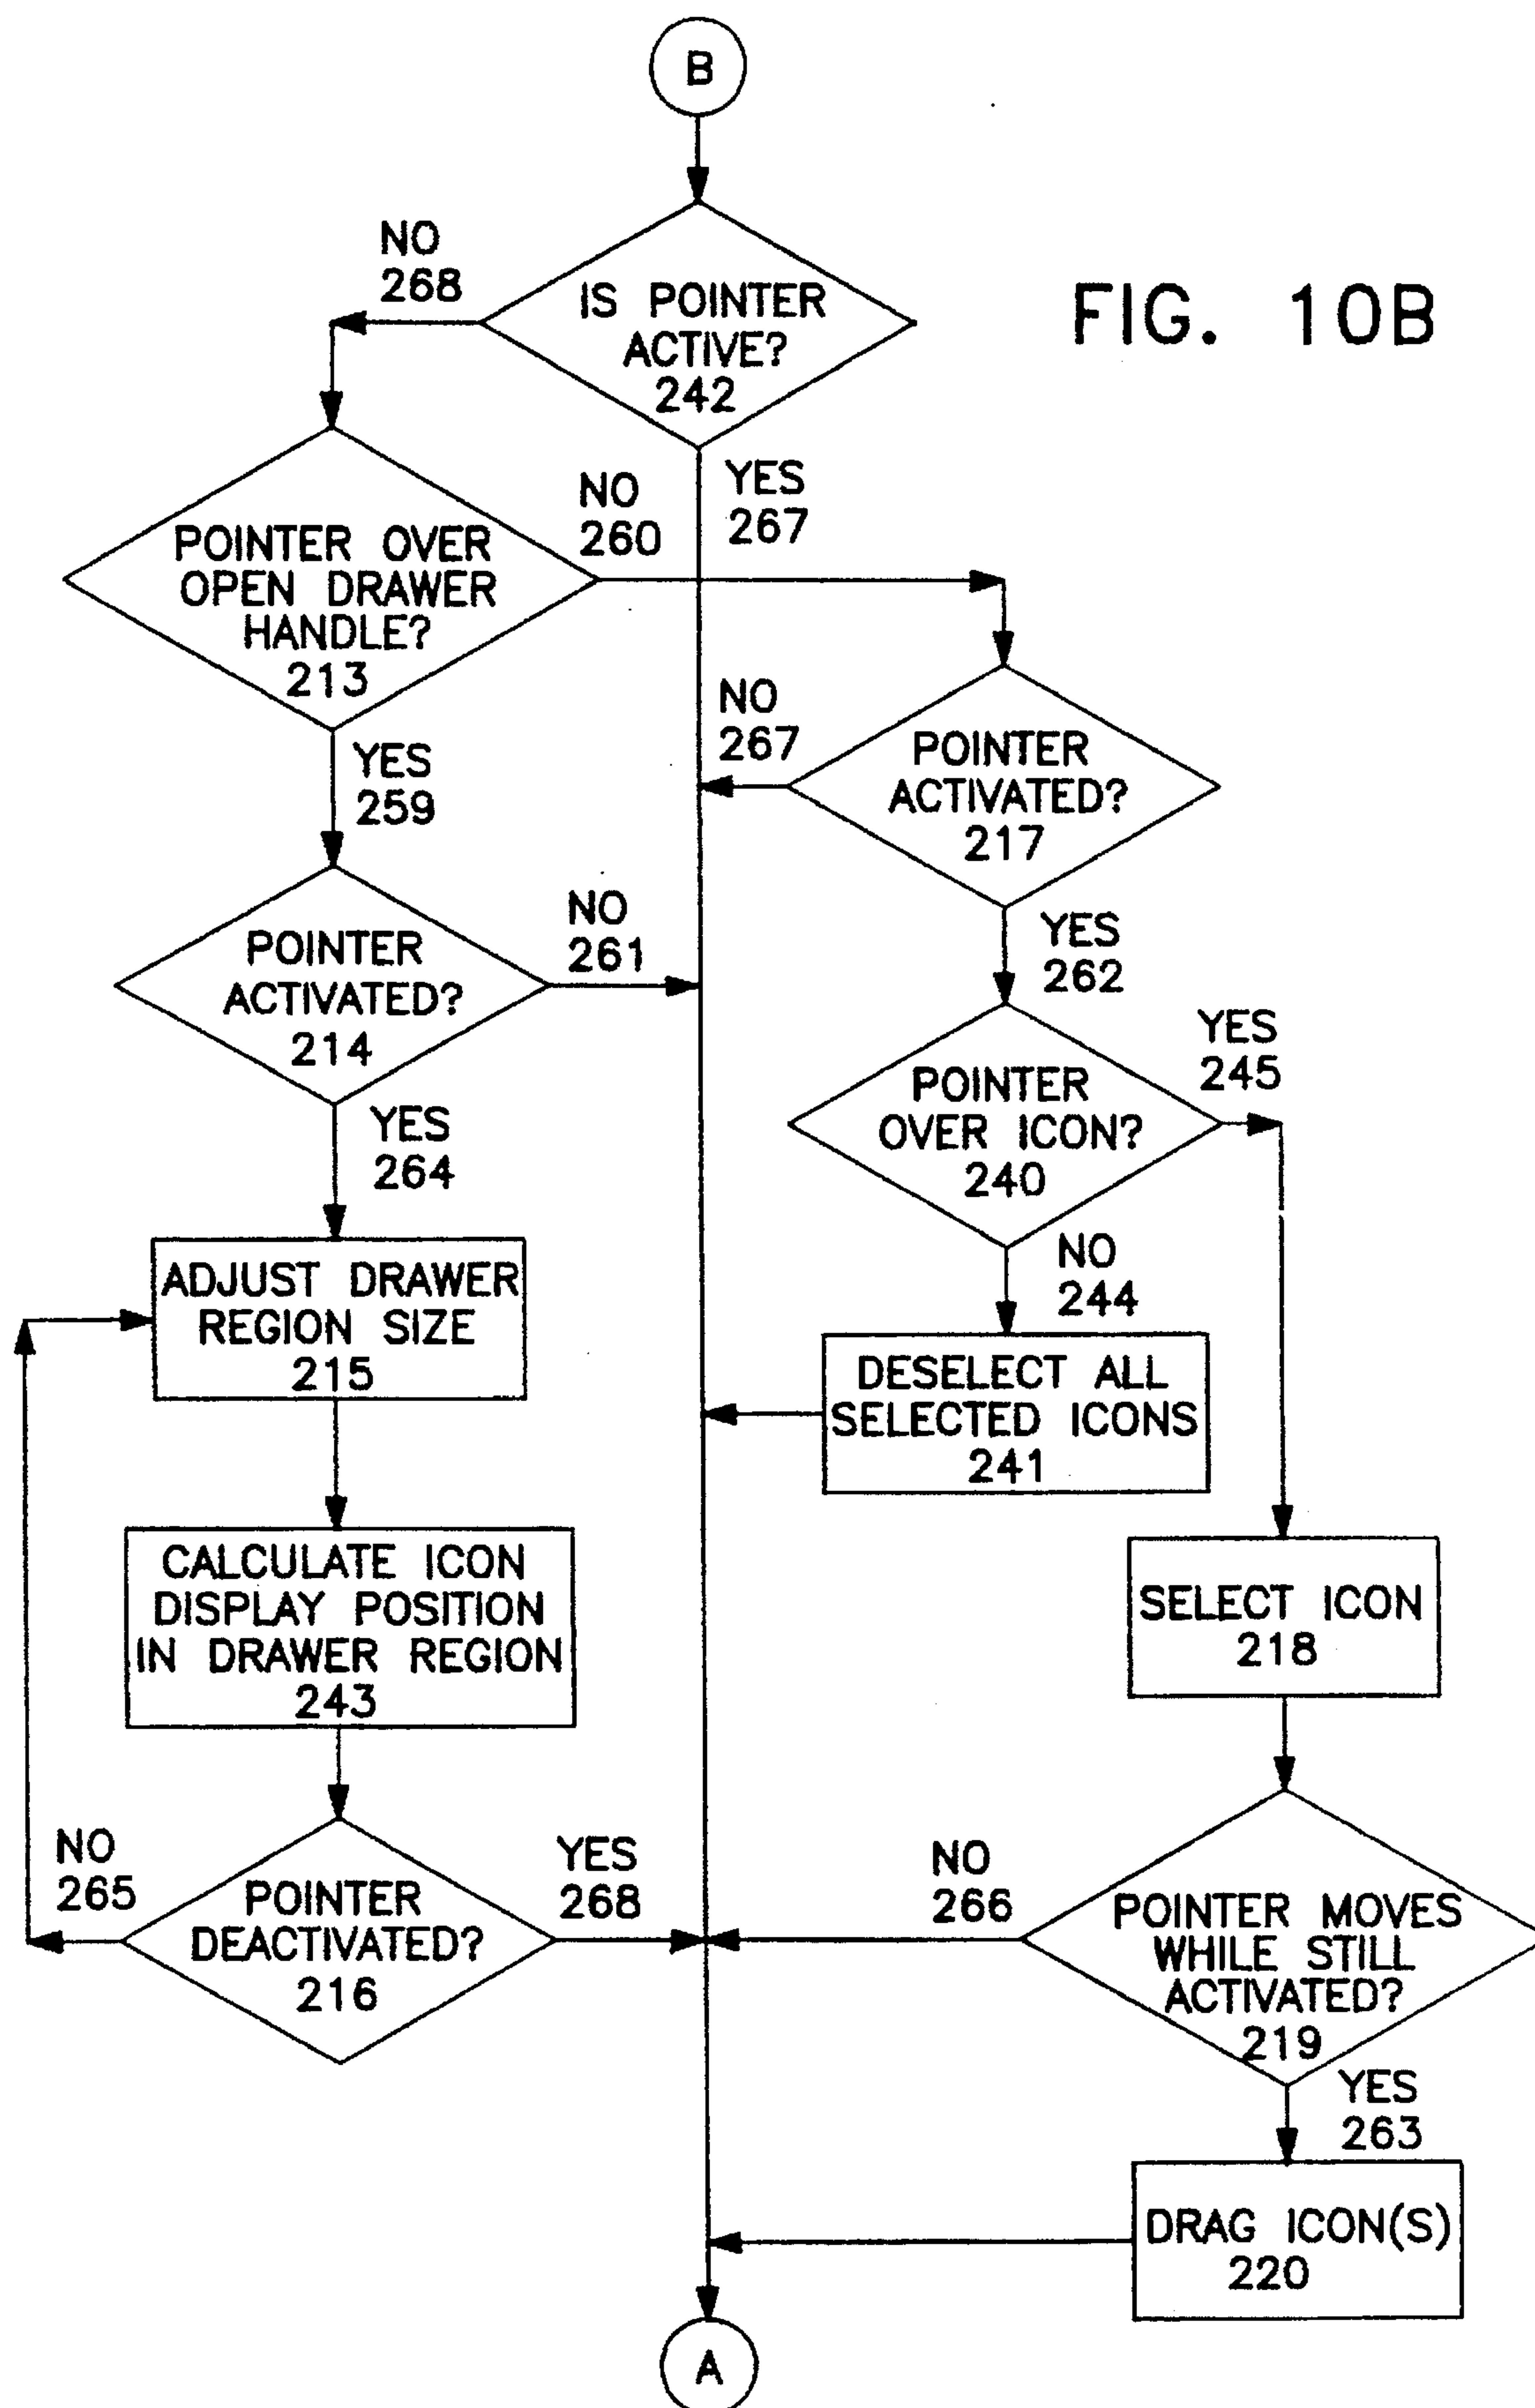 B
NO
268
IS POINTER
ACTIVE?
242
FIG. 10B
YES
267
NO
260
POINTER OVER
OPEN DRAWER
HANDLE?
213
NO
267
POINTER
ACTIVATED?
217
YES
259
NO
261
POINTER
ACTIVATED?
214
YES
262
YES
245
POINTER
OVER ICON?
240
YES
264
NO
244
ADJUST DRAWER
REGION SIZE
215
DESELECT ALL
SELECTED ICONS
241
CALCULATE ICON
DISPLAY POSITION
IN DRAWER REGION
243
SELECT ICON
218
NO
265
POINTER
DEACTIVATED?
216
YES
268
NO
266
POINTER MOVES
WHILE STILL
ACTIVATED?
219
YES
263
DRAG ICON(S)
220
A